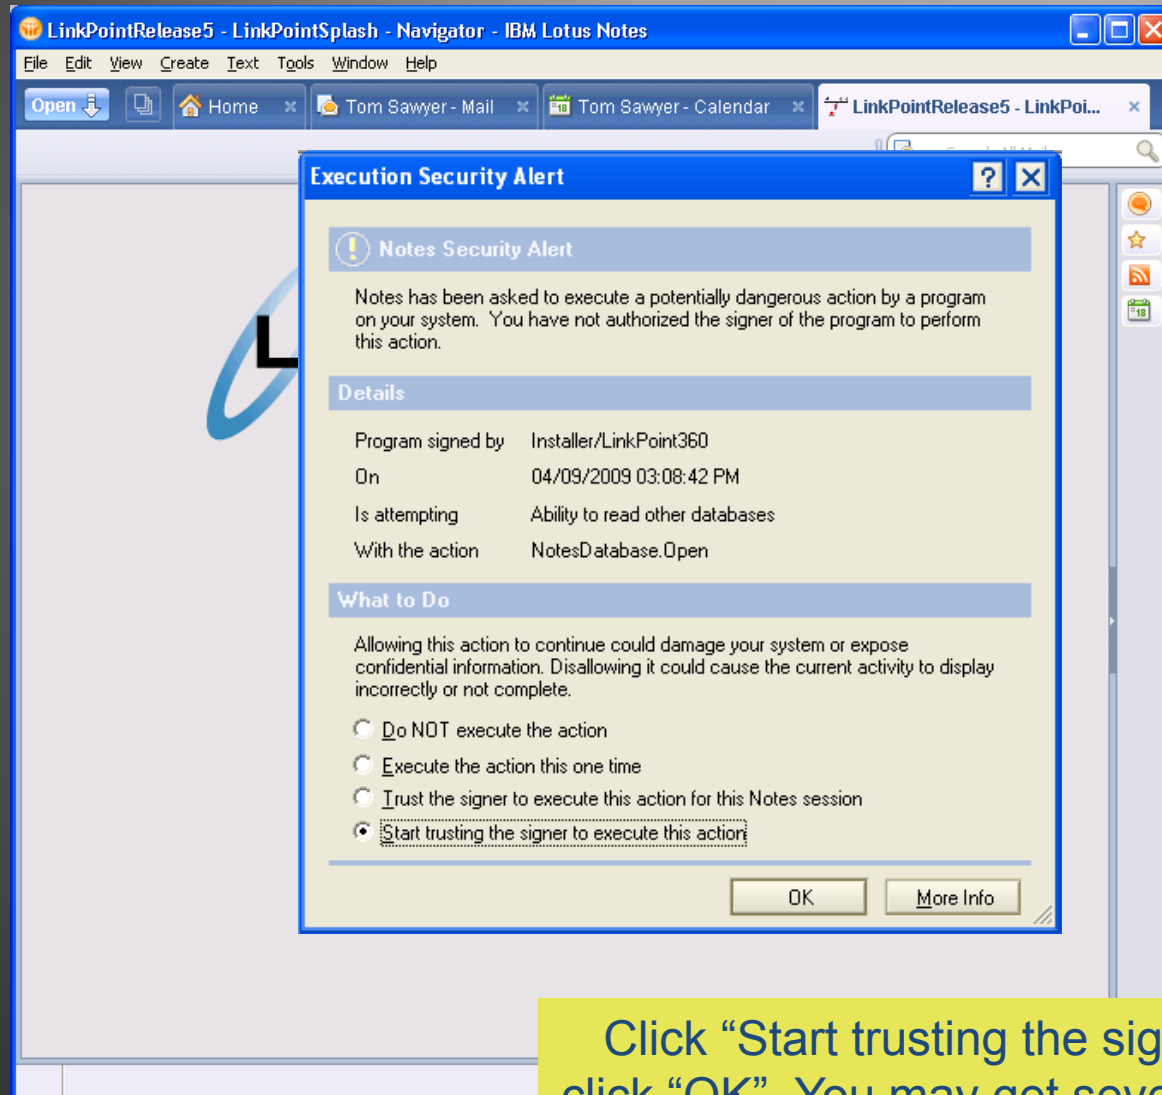 LinkPointRelease5 - LinkPointSplash - Navigator - IBM Lotus Notes
File Edit View Create Text Tools Window Help
Open Home Tom Sawyer - Mail Tom Sawyer - Calendar LinkPointRelease5 - LinkPoi...
Execution Security Alert
Notes Security Alert
Notes has been asked to execute a potentially dangerous action by a program
on your system. You have not authorized the signer of the program to perform
this action.
Details
Program signed by Installer/LinkPoint360
On 04/09/2009 03:08:42 PM
Is attempting Ability to read other databases
With the action NotesDatabase.Open
What to Do
Allowing this action to continue could damage your system or expose
confidential information. Disallowing it could cause the current activity to display
incorrectly or not complete.
Do NOT execute the action
Execute the action this one time
Trust the signer to execute this action for this Notes session
Start trusting the signer to execute this action
OK More Info
L
18
Click “Start trusting the sig
click “OK”. You may get seve